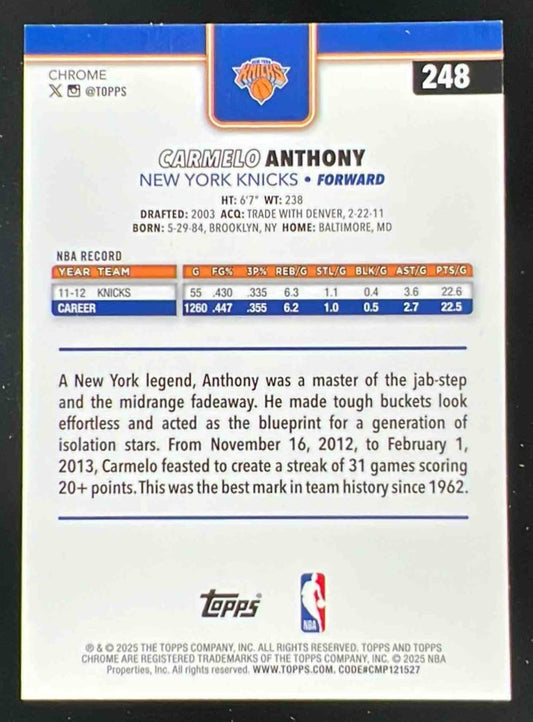 NEW YORK
KNICKS
CHROME
@TOPPS
248
CARMELO ANTHONY
NEW YORK KNICKS • FORWARD
HT: 6'7" WT: 238
DRAFTED: 2003 ACQ: TRADE WITH DENVER, 2-22-11
BORN: 5-29-84, BROOKLYN, NY HOME: BALTIMORE, MD
NBA RECORD
YEAR TEAM G FG% 3P% REB/G STL/G BLK/G AST/G PTS/G
11-12 KNICKS 55 .430 .335 6.3 1.1 0.4 3.6 22.6
CAREER 1260 .447 .355 6.2 1.0 0.5 2.7 22.5
A New York legend, Anthony was a master of the jab-step
and the midrange fadeaway. He made tough buckets look
effortless and acted as the blueprint for a generation of
isolation stars. From November 16, 2012, to February 1,
2013, Carmelo feasted to create a streak of 31 games scoring
20+ points. This was the best mark in team history since 1962.
Topps
NBA
® & © 2025 THE TOPPS COMPANY, INC. ALL RIGHTS RESERVED. TOPPS AND TOPPS
CHROME ARE REGISTERED TRADEMARKS OF THE TOPPS COMPANY, INC. © 2025 NBA
Properties, Inc. All rights reserved. WWW.TOPPS.COM. CODE#CMP121527